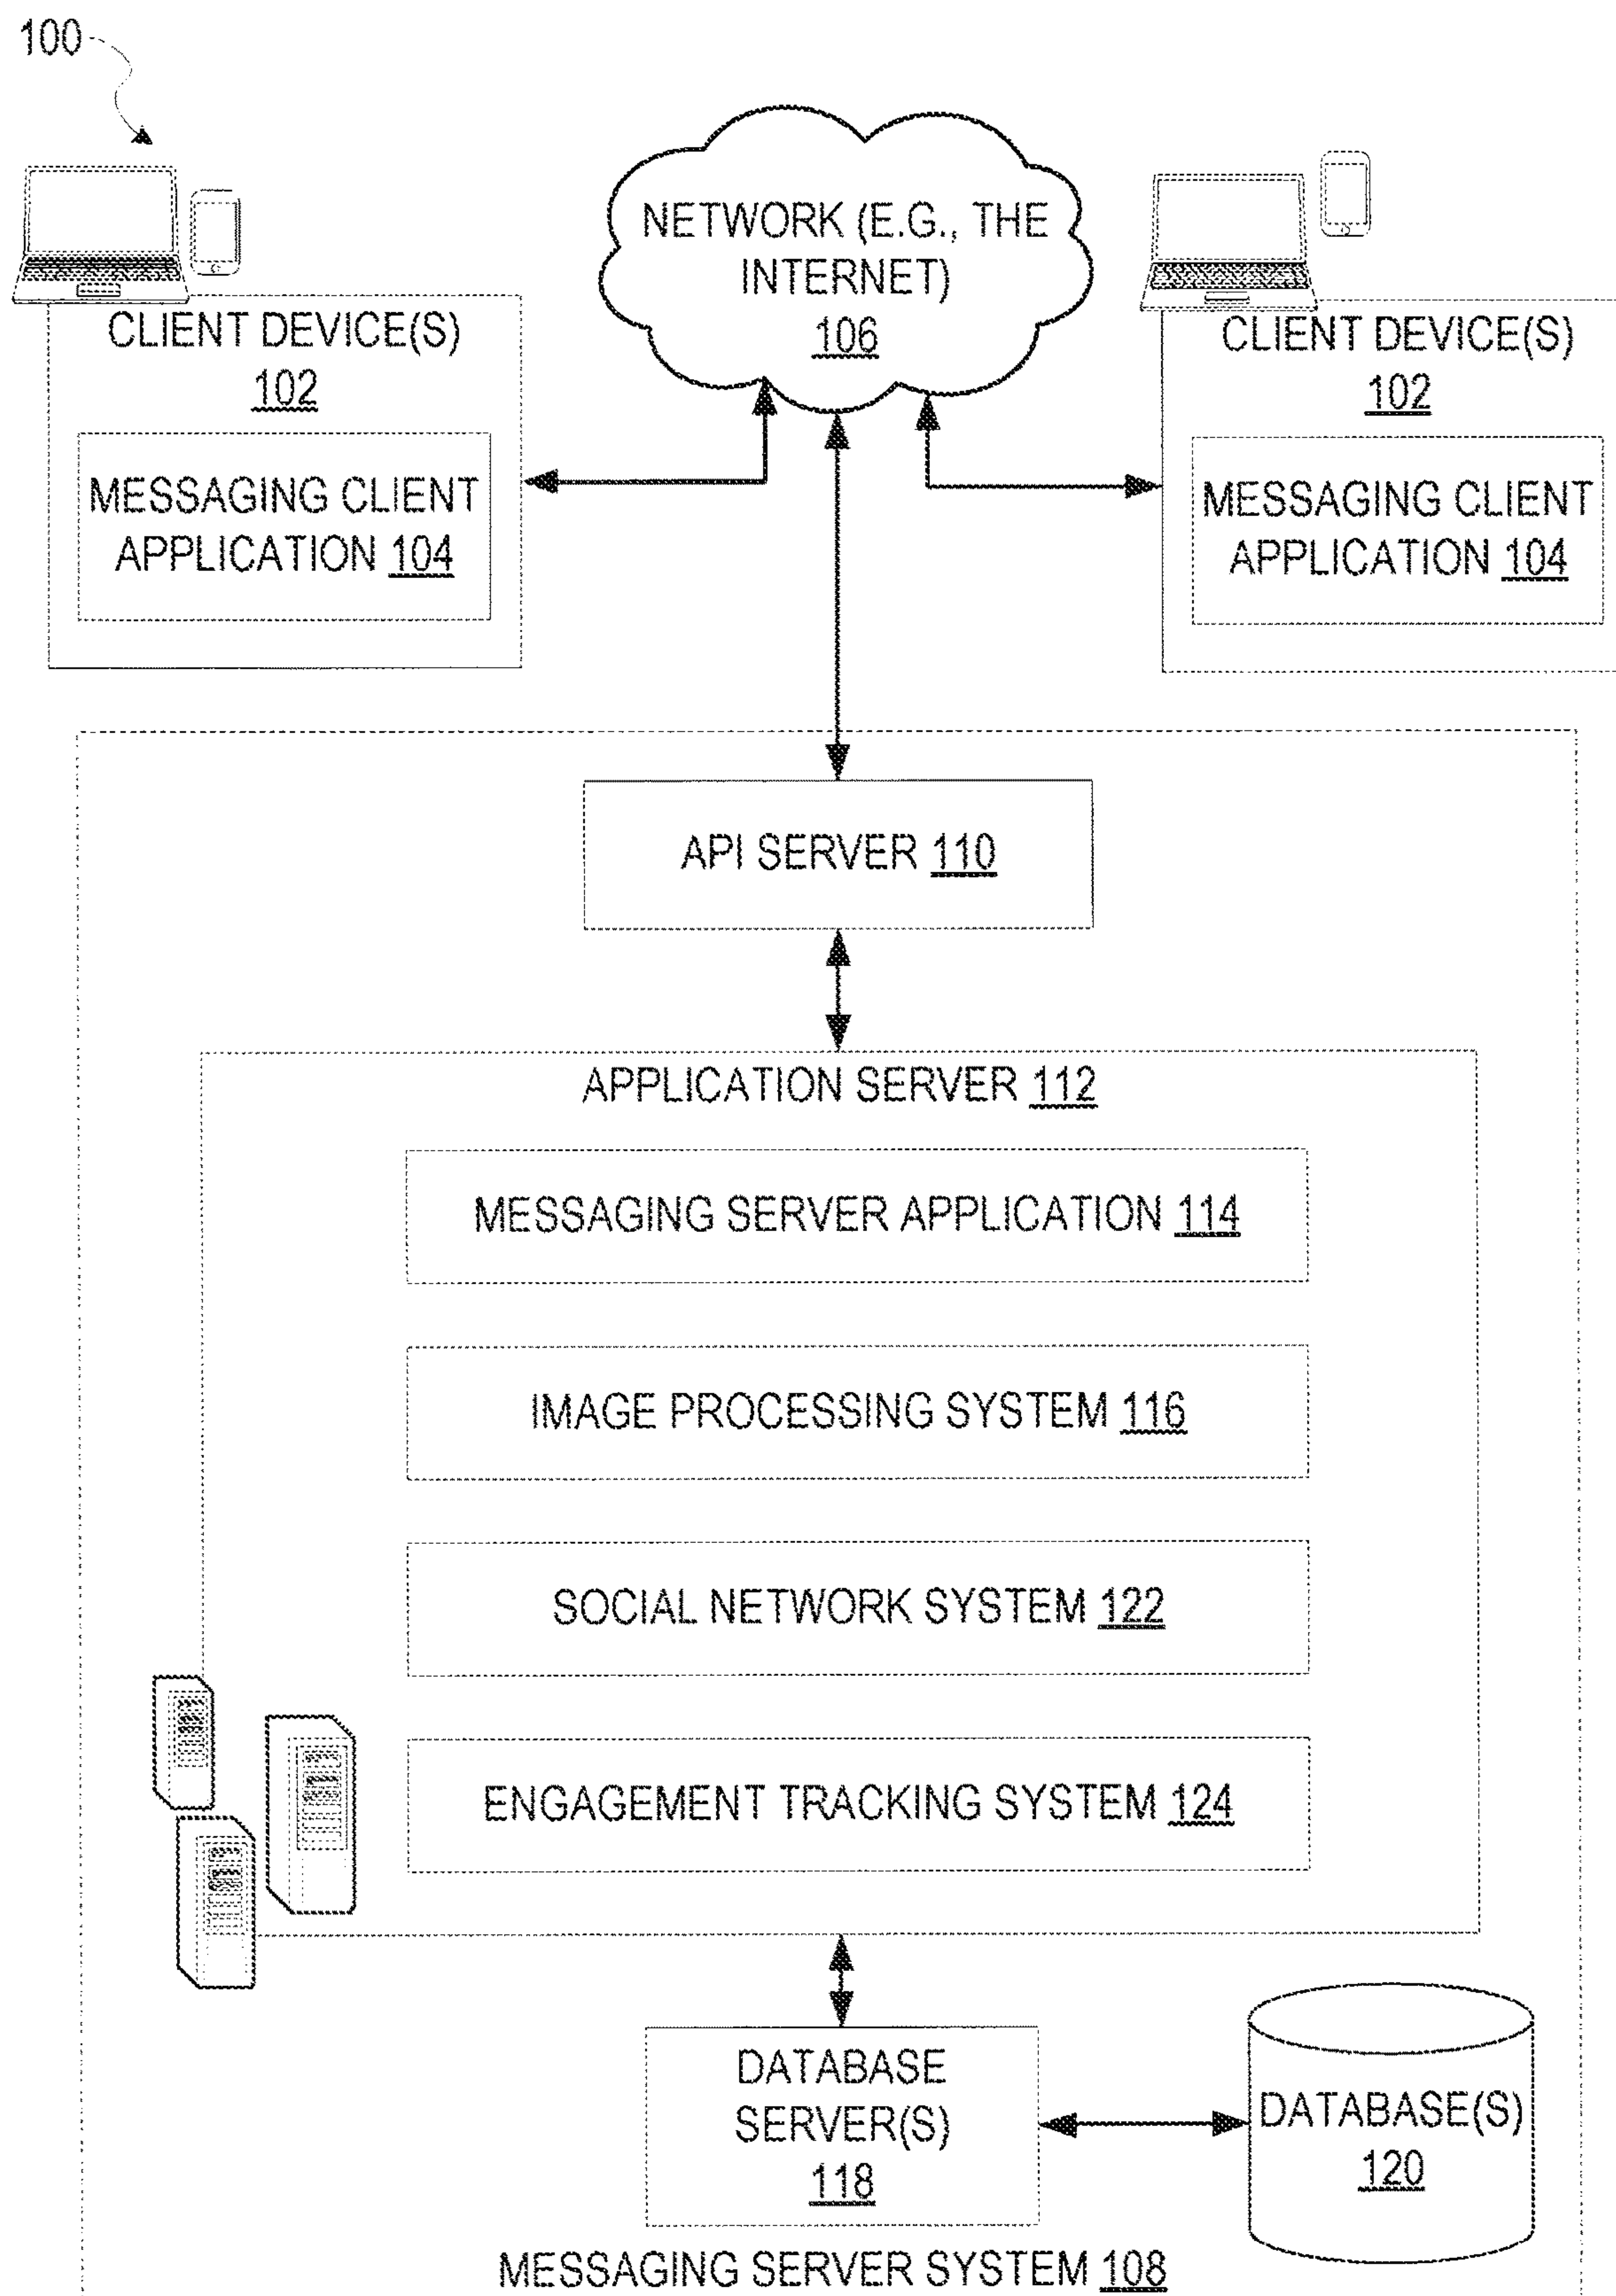 100
NETWORK (E.G., THE
INTERNET)
106
CLIENT DEVICE(S)
102
MESSAGING CLIENT
APPLICATION 104
CLIENT DEVICE(S)
102
MESSAGING CLIENT
APPLICATION 104
API SERVER 110
APPLICATION SERVER 112
MESSAGING SERVER APPLICATION 114
IMAGE PROCESSING SYSTEM 116
SOCIAL NETWORK SYSTEM 122
ENGAGEMENT TRACKING SYSTEM 124
DATABASE
SERVER(S)
118
DATABASE(S)
120
MESSAGING SERVER SYSTEM 108